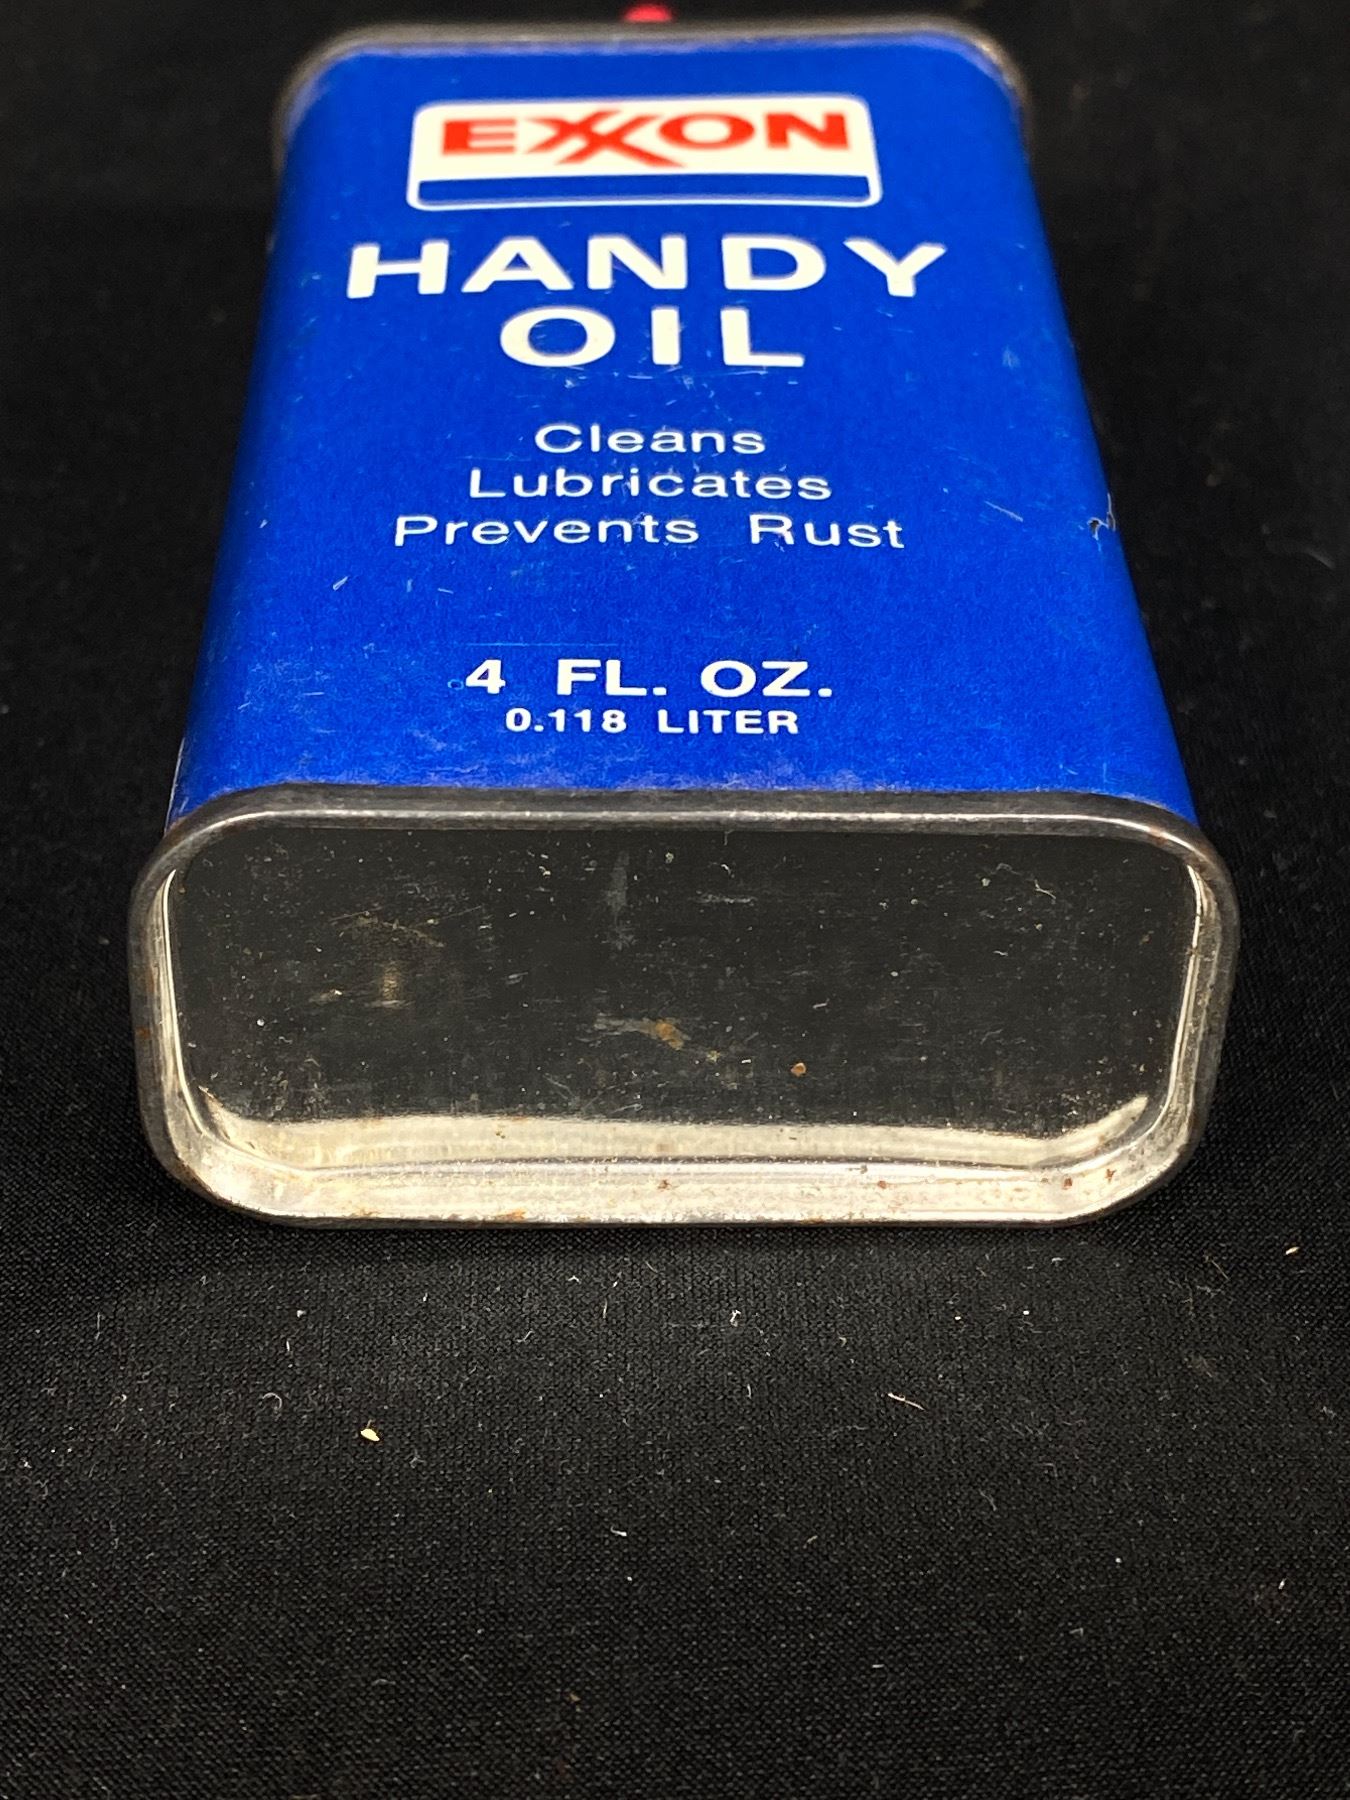 EXXON
HANDY
OIL
Cleans
Lubricates
Prevents Rust
4 FL. OZ.
0.118 LITER